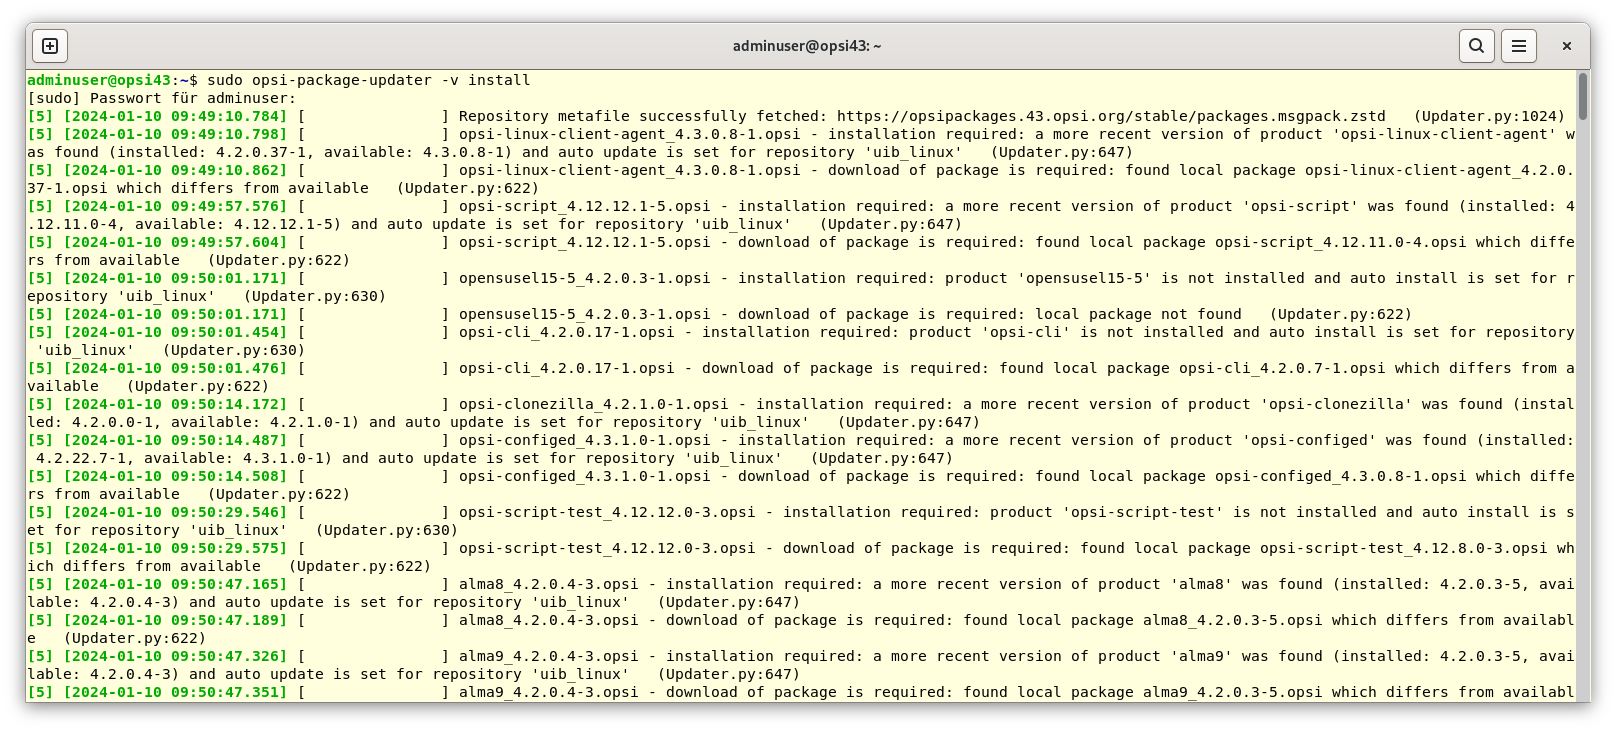 adminuser@opsi43: ~
adminuser@opsi43:~$ sudo opsi-package-updater -v install
[sudo] Passwort für adminuser:
[5] [2024-01-10 09:49:10.784] [               ] Repository metafile successfully fetched: https://opsipackages.43.opsi.org/stable/packages.msgpack.zstd   (Updater.py:1024)
[5] [2024-01-10 09:49:10.798] [               ] opsi-linux-client-agent_4.3.0.8-1.opsi - installation required: a more recent version of product 'opsi-linux-client-agent' w
as found (installed: 4.2.0.37-1, available: 4.3.0.8-1) and auto update is set for repository 'uib_linux'   (Updater.py:647)
[5] [2024-01-10 09:49:10.862] [               ] opsi-linux-client-agent_4.3.0.8-1.opsi - download of package is required: found local package opsi-linux-client-agent_4.2.0.
37-1.opsi which differs from available   (Updater.py:622)
[5] [2024-01-10 09:49:57.576] [               ] opsi-script_4.12.12.1-5.opsi - installation required: a more recent version of product 'opsi-script' was found (installed: 4
.12.11.0-4, available: 4.12.12.1-5) and auto update is set for repository 'uib_linux'   (Updater.py:647)
[5] [2024-01-10 09:49:57.604] [               ] opsi-script_4.12.12.1-5.opsi - download of package is required: found local package opsi-script_4.12.11.0-4.opsi which diffe
rs from available   (Updater.py:622)
[5] [2024-01-10 09:50:01.171] [               ] opensusel15-5_4.2.0.3-1.opsi - installation required: product 'opensusel15-5' is not installed and auto install is set for r
epository 'uib_linux'   (Updater.py:630)
[5] [2024-01-10 09:50:01.171] [               ] opensusel15-5_4.2.0.3-1.opsi - download of package is required: local package not found   (Updater.py:622)
[5] [2024-01-10 09:50:01.454] [               ] opsi-cli_4.2.0.17-1.opsi - installation required: product 'opsi-cli' is not installed and auto install is set for repository
 'uib_linux'   (Updater.py:630)
[5] [2024-01-10 09:50:01.476] [               ] opsi-cli_4.2.0.17-1.opsi - download of package is required: found local package opsi-cli_4.2.0.7-1.opsi which differs from a
vailable   (Updater.py:622)
[5] [2024-01-10 09:50:14.172] [               ] opsi-clonezilla_4.2.1.0-1.opsi - installation required: a more recent version of product 'opsi-clonezilla' was found (instal
led: 4.2.0.0-1, available: 4.2.1.0-1) and auto update is set for repository 'uib_linux'   (Updater.py:647)
[5] [2024-01-10 09:50:14.487] [               ] opsi-configed_4.3.1.0-1.opsi - installation required: a more recent version of product 'opsi-configed' was found (installed:
 4.2.22.7-1, available: 4.3.1.0-1) and auto update is set for repository 'uib_linux'   (Updater.py:647)
[5] [2024-01-10 09:50:14.508] [               ] opsi-configed_4.3.1.0-1.opsi - download of package is required: found local package opsi-configed_4.3.0.8-1.opsi which diffe
rs from available   (Updater.py:622)
[5] [2024-01-10 09:50:29.546] [               ] opsi-script-test_4.12.12.0-3.opsi - installation required: product 'opsi-script-test' is not installed and auto install is s
et for repository 'uib_linux'   (Updater.py:630)
[5] [2024-01-10 09:50:29.575] [               ] opsi-script-test_4.12.12.0-3.opsi - download of package is required: found local package opsi-script-test_4.12.8.0-3.opsi wh
ich differs from available   (Updater.py:622)
[5] [2024-01-10 09:50:47.165] [               ] alma8_4.2.0.4-3.opsi - installation required: a more recent version of product 'alma8' was found (installed: 4.2.0.3-5, avai
lable: 4.2.0.4-3) and auto update is set for repository 'uib_linux'   (Updater.py:647)
[5] [2024-01-10 09:50:47.189] [               ] alma8_4.2.0.4-3.opsi - download of package is required: found local package alma8_4.2.0.3-5.opsi which differs from availabl
e   (Updater.py:622)
[5] [2024-01-10 09:50:47.326] [               ] alma9_4.2.0.4-3.opsi - installation required: a more recent version of product 'alma9' was found (installed: 4.2.0.3-5, avai
lable: 4.2.0.4-3) and auto update is set for repository 'uib_linux'   (Updater.py:647)
[5] [2024-01-10 09:50:47.351] [               ] alma9_4.2.0.4-3.opsi - download of package is required: found local package alma9_4.2.0.3-5.opsi which differs from availabl